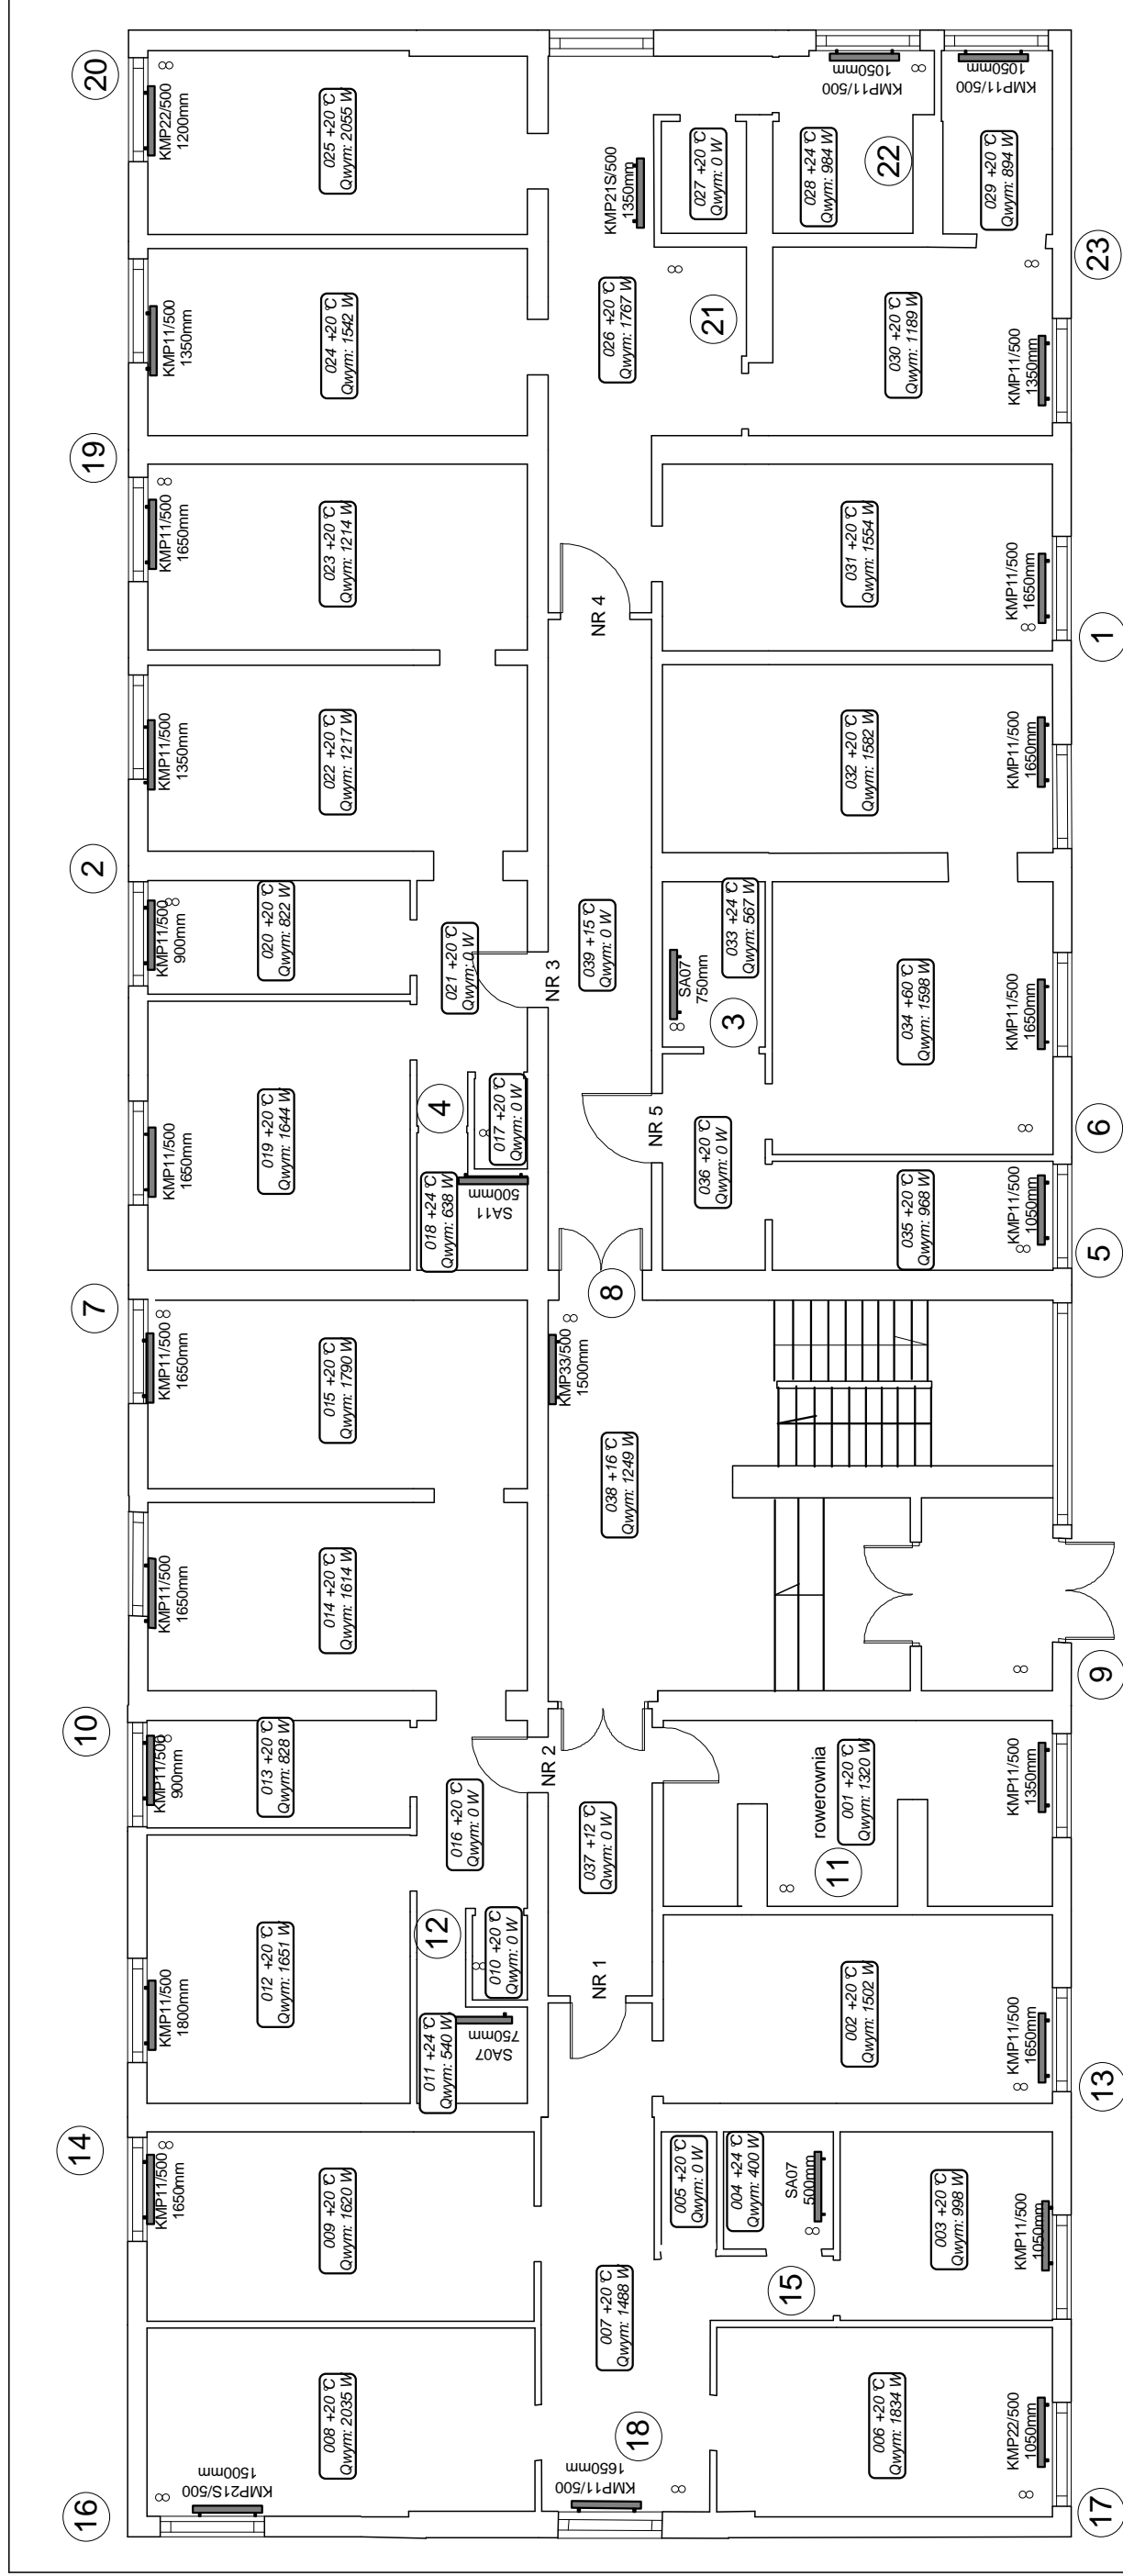 16
14
10
7
2
19
20
KMP21S/500
1500mm
008 +20℃
Qwym: 2035 W
KMP11/500
1650mm
009 +20℃
Qwym: 1620 W
KMP11/500
1800mm
012 +20℃
Qwym: 1651 W
KMP11/500
900mm
013 +20℃
Qwym: 828 W
KMP11/500
1650mm
014 +20℃
Qwym: 1614 W
KMP11/500
1650mm
015 +20℃
Qwym: 1790 W
KMP11/500
1650mm
019 +20℃
Qwym: 1644 W
KMP11/500
900mm
020 +20℃
Qwym: 822 W
KMP11/500
1350mm
022 +20℃
Qwym: 1217 W
KMP11/500
1650mm
023 +20℃
Qwym: 1214 W
KMP11/500
1350mm
024 +20℃
Qwym: 1542 W
KMP22/500
1200mm
025 +20℃
Qwym: 2055 W
011 +24℃
Qwym: 540 W
SA07
750mm
12
010 +20℃
Qwym: 0 W
016 +20℃
Qwym: 0 W
018 +24℃
Qwym: 638 W
SA11
500mm
4
017 +20℃
Qwym: 0 W
021 +20℃
Qwym: 0 W
KMP11/500
1650mm
18
007 +20℃
Qwym: 1488 W
NR 1
037 +12℃
Qwym: 0 W
NR 2
038 +16℃
Qwym: 1249 W
KMP33/500
1500mm
8
NR 5
NR 3
039 +15℃
Qwym: 0 W
NR 4
026 +20℃
Qwym: 1767 W
KMP21S/500
1350mm
21
027 +20℃
Qwym: 0 W
028 +24℃
Qwym: 984 W
KMP11/500
1050mm
22
005 +20℃
Qwym: 0 W
004 +24℃
Qwym: 400 W
SA07
500mm
15
006 +20℃
Qwym: 1834 W
KMP22/500
1050mm
003 +20℃
Qwym: 998 W
KMP11/500
1050mm
002 +20℃
Qwym: 1502 W
KMP11/500
1650mm
11
rowerownia
001 +20℃
Qwym: 1320 W
KMP11/500
1350mm
036 +20℃
Qwym: 0 W
3
SA07
750mm
033 +24℃
Qwym: 567 W
035 +20℃
Qwym: 968 W
KMP11/500
1050mm
034 +60℃
Qwym: 1598 W
KMP11/500
1650mm
032 +20℃
Qwym: 1582 W
KMP11/500
1650mm
031 +20℃
Qwym: 1554 W
KMP11/500
1650mm
030 +20℃
Qwym: 1189 W
KMP11/500
1350mm
029 +20℃
Qwym: 894 W
KMP11/500
1050mm
17
13
9
5
6
1
23